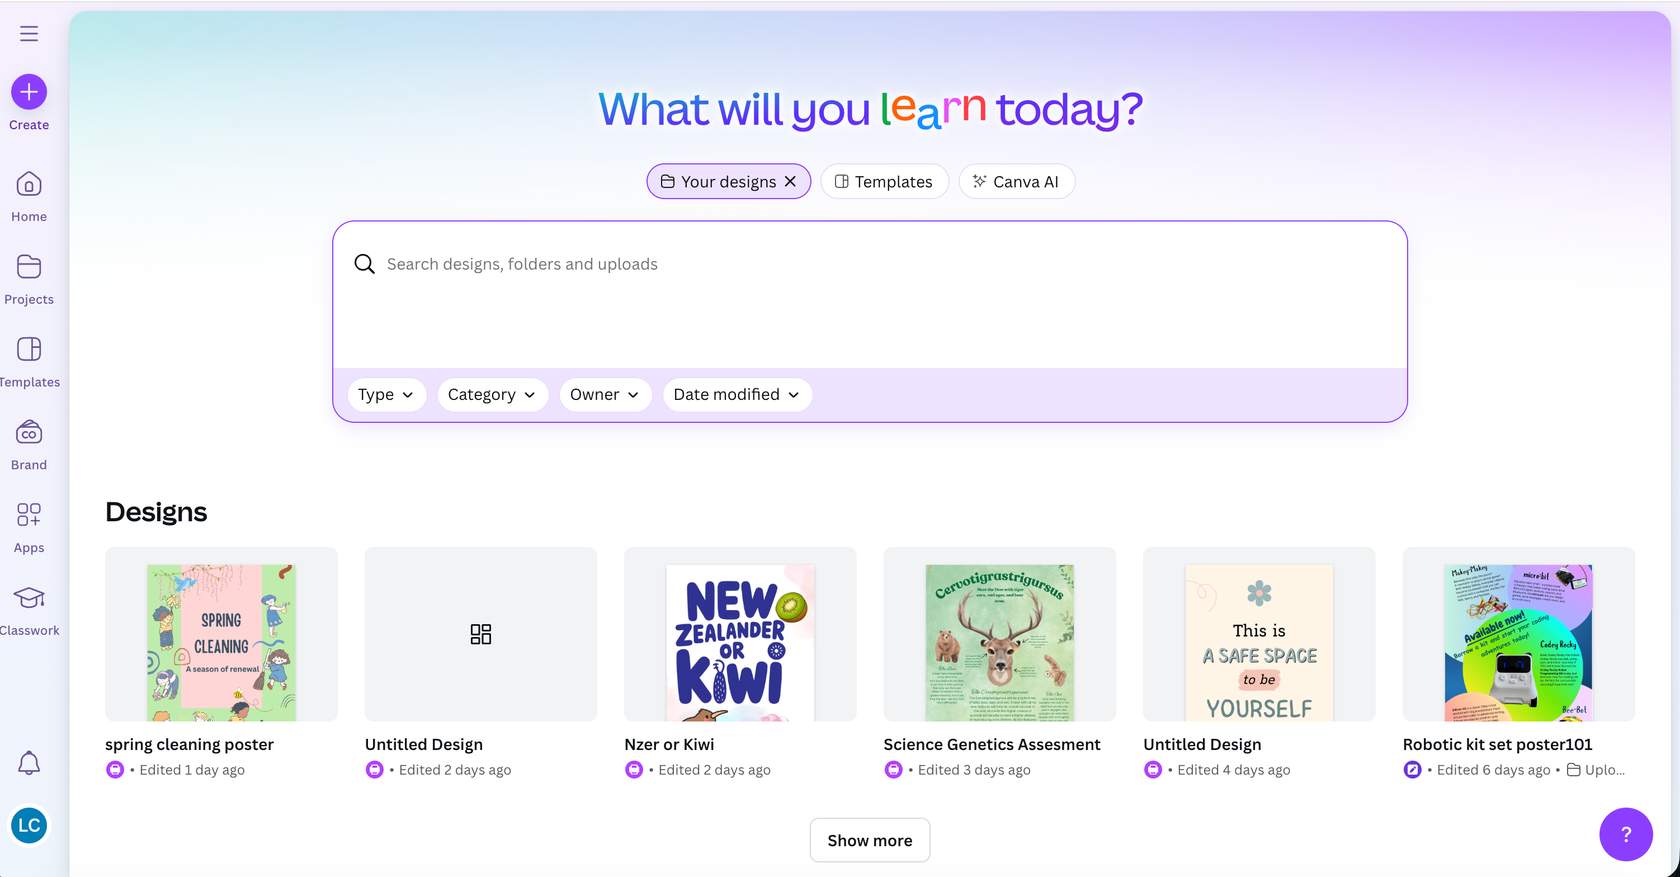 Create
Home
Projects
Templates
Brand
Apps
Classwork
LC
What will you learn today?
Your designs
Templates
Canva AI
Search designs, folders and uploads
Type
Category
Owner
Date modified
Designs
SPRING
CLEANING
A season of renewal
spring cleaning poster
• Edited 1 day ago
Untitled Design
• Edited 2 days ago
NEW
ZEALANDER
OR
KIWI
Nzer or Kiwi
• Edited 2 days ago
Cervotigrastrigursus
Science Genetics Assesment
• Edited 3 days ago
This is
A SAFE SPACE
to be
YOURSELF
Untitled Design
• Edited 4 days ago
Makey-Makey
micro:bit
Available now!
Borrow a kit and start your coding
adventures today!
Codey Rocky
Bee-Bot
Robotic kit set poster101
• Edited 6 days ago • Uplo...
Show more
?